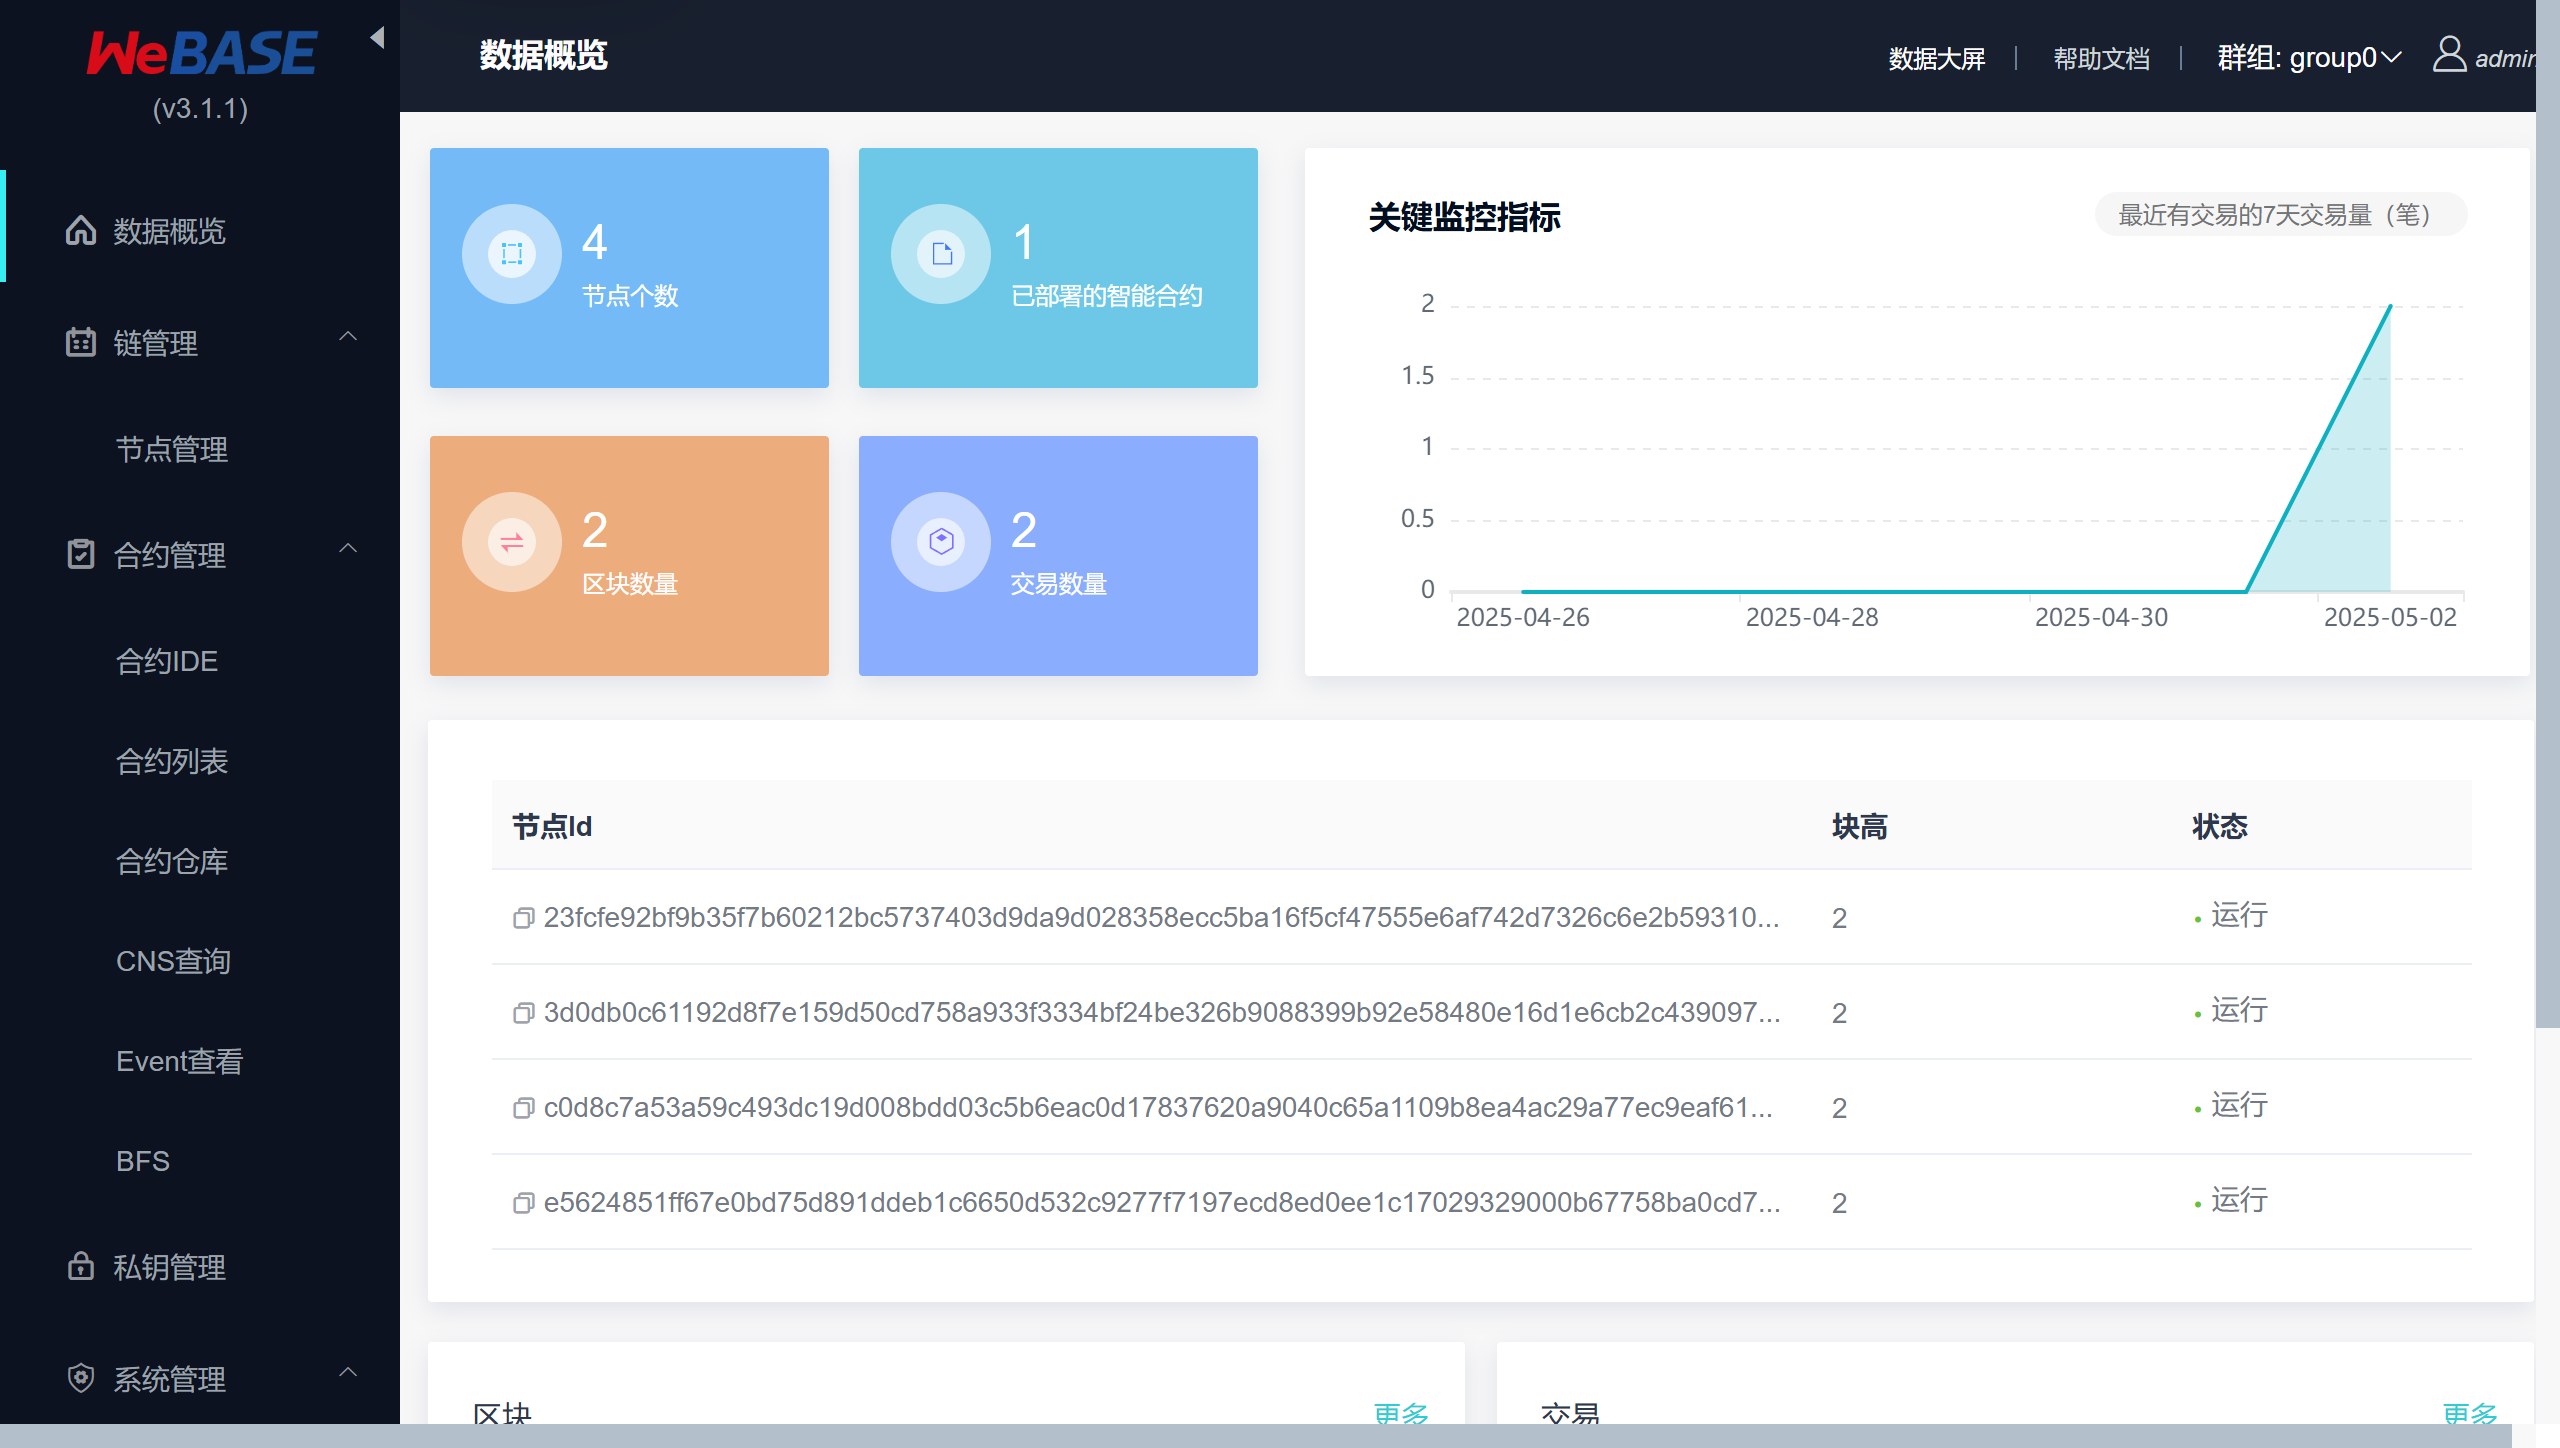 WeBASE
(v3.1.1)
数据概览
链管理
节点管理
合约管理
合约IDE
合约列表
合约仓库
CNS查询
Event查看
BFS
私钥管理
系统管理
数据概览
数据大屏
帮助文档
群组: group0
4
节点个数
1
已部署的智能合约
2
区块数量
2
交易数量
关键监控指标
最近有交易的7天交易量（笔）
2
1.5
1
0.5
0
2025-04-26 2025-04-28 2025-04-30 2025-05-02
节点Id 块高 状态
23fcfe92bf9b35f7b60212bc5737403d9da9d028358ecc5ba16f5cf47555e6af742d7326c6e2b59310... 2 运行
3d0db0c61192d8f7e159d50cd758a933f3334bf24be326b9088399b92e58480e16d1e6cb2c439097... 2 运行
c0d8c7a53a59c493dc19d008bdd03c5b6eac0d17837620a9040c65a1109b8ea4ac29a77ec9eaf61... 2 运行
e5624851ff67e0bd75d891ddeb1c6650d532c9277f7197ecd8ed0ee1c17029329000b67758ba0cd7... 2 运行
区块 更多
交易 更多